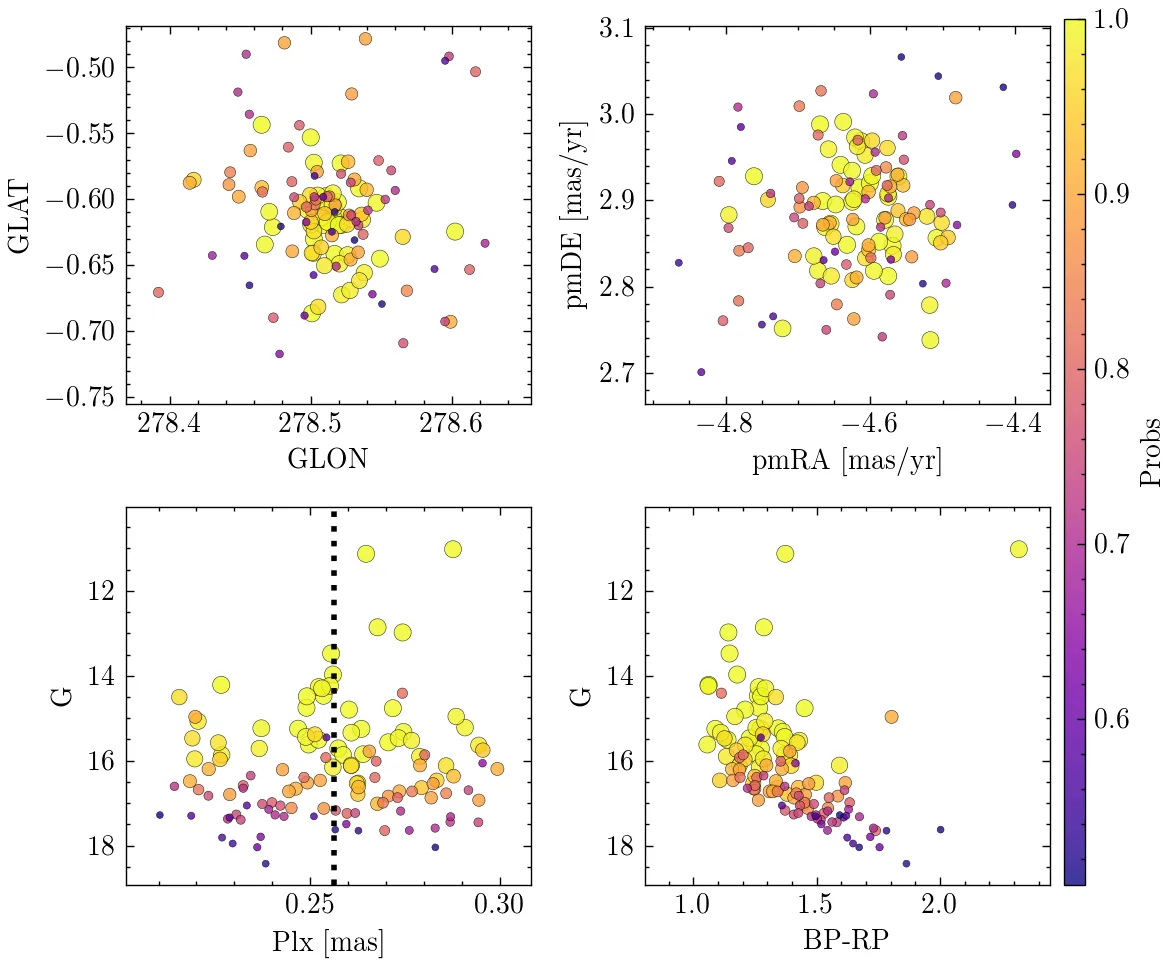 −0.50
−0.55
−0.60
−0.65
−0.70
−0.75
GLAT
278.4 278.5 278.6
GLON
3.1
3.0
2.9
2.8
2.7
pmDE [mas/yr]
−4.8 −4.6 −4.4
pmRA [mas/yr]
12
14
16
18
G
0.25 0.30
Plx [mas]
12
14
16
18
G
1.0 1.5 2.0
BP-RP
1.0
0.9
0.8
0.7
0.6
Probs